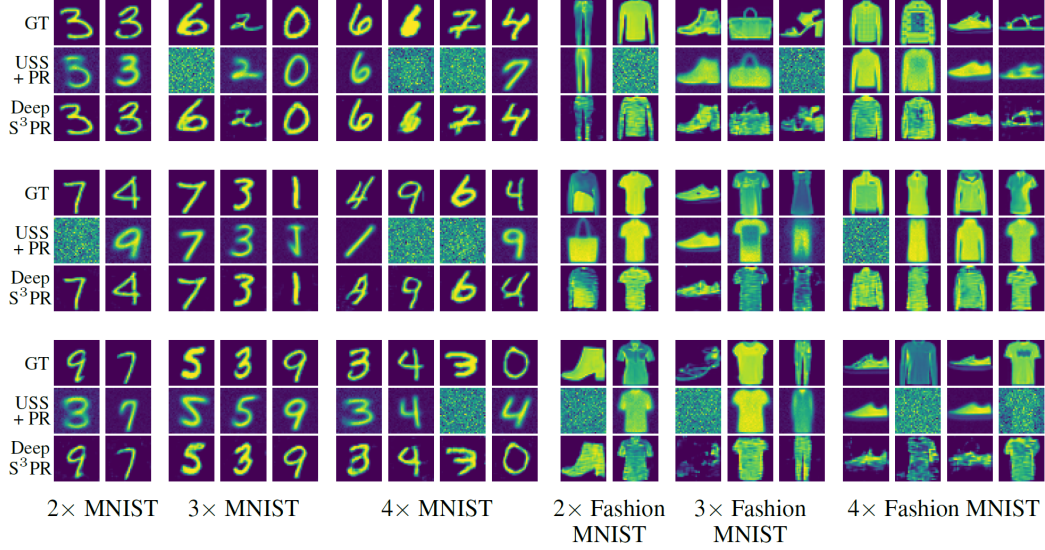 GT
USS
+ PR
Deep
S³PR
GT
USS
+ PR
Deep
S³PR
GT
USS
+ PR
Deep
S³PR
2× MNIST
3× MNIST
4× MNIST
2× Fashion
MNIST
3× Fashion
MNIST
4× Fashion MNIST